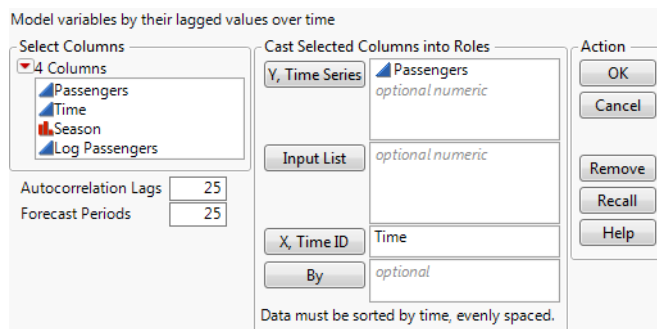 Model variables by their lagged values over time
Select Columns
4 Columns
Passengers
Time
Season
Log Passengers
Autocorrelation Lags 25
Forecast Periods 25
Cast Selected Columns into Roles
Y, Time Series Passengers
optional numeric
Input List optional numeric
X, Time ID Time
By optional
Data must be sorted by time, evenly spaced.
Action
OK
Cancel
Remove
Recall
Help